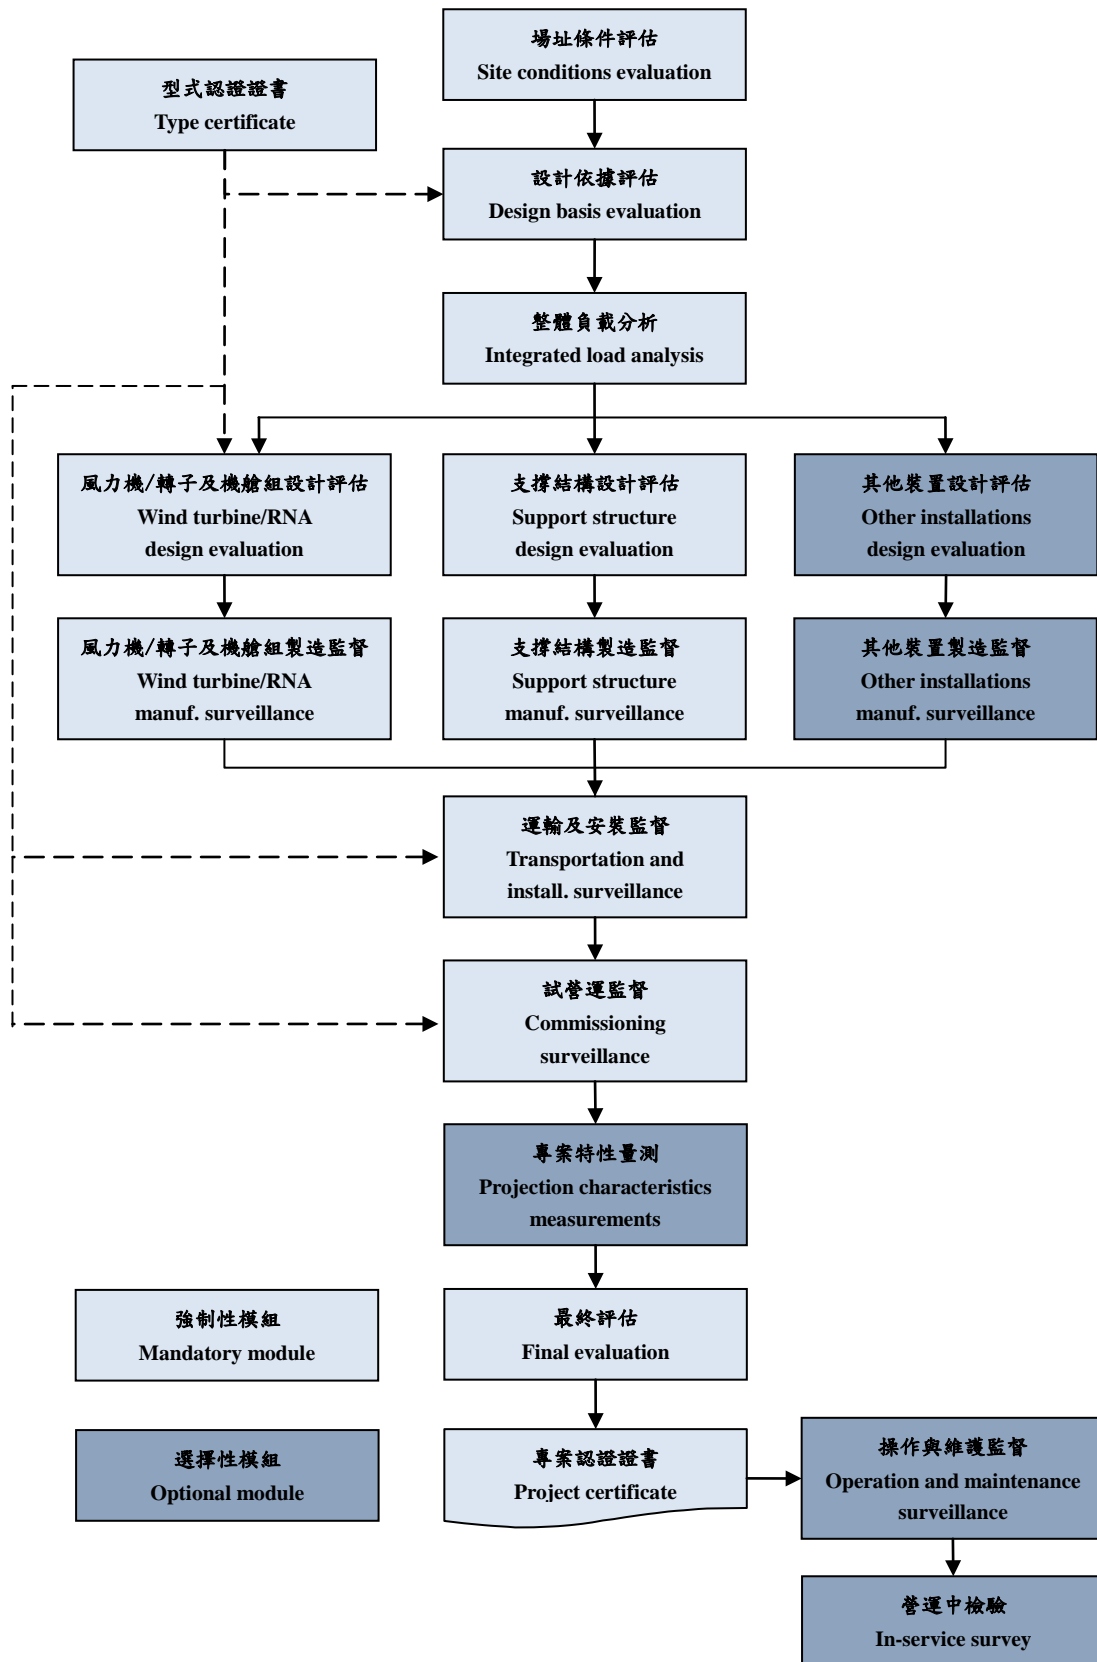 場址條件評估
Site conditions evaluation
型式認證證書
Type certificate
設計依據評估
Design basis evaluation
整體負載分析
Integrated load analysis
風力機/轉子及機艙組設計評估
Wind turbine/RNA
design evaluation
支撐結構設計評估
Support structure
design evaluation
其他裝置設計評估
Other installations
design evaluation
風力機/轉子及機艙組製造監督
Wind turbine/RNA
manuf. surveillance
支撐結構製造監督
Support structure
manuf. surveillance
其他裝置製造監督
Other installations
manuf. surveillance
運輸及安裝監督
Transportation and
install. surveillance
試營運監督
Commissioning
surveillance
專案特性量測
Projection characteristics
measurements
強制性模組
Mandatory module
最終評估
Final evaluation
選擇性模組
Optional module
專案認證證書
Project certificate
操作與維護監督
Operation and maintenance
surveillance
營運中檢驗
In-service survey